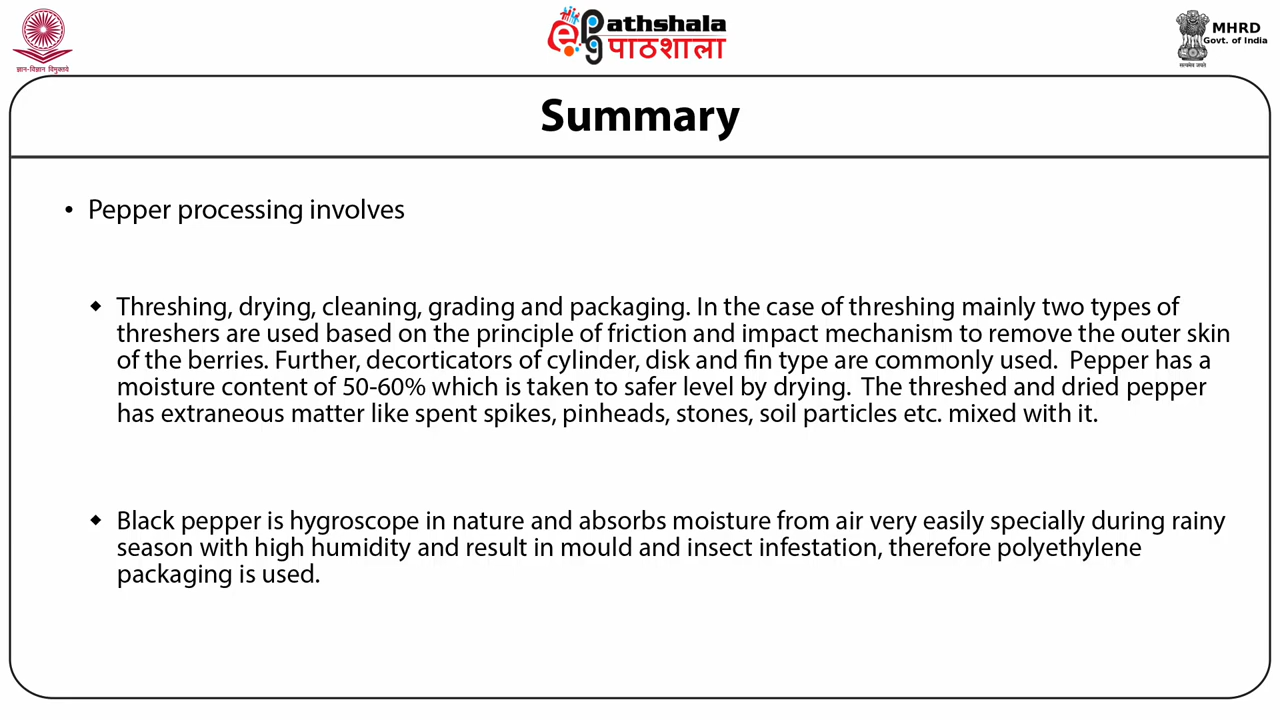 ज्ञान-विज्ञान विमुक्तये
ePG Pathshala
पाठशाला
MHRD
Govt. of India
सत्यमेव जयते
Summary
• Pepper processing involves
◆ Threshing, drying, cleaning, grading and packaging. In the case of threshing mainly two types of
threshers are used based on the principle of friction and impact mechanism to remove the outer skin
of the berries. Further, decorticators of cylinder, disk and fin type are commonly used. Pepper has a
moisture content of 50-60% which is taken to safer level by drying. The threshed and dried pepper
has extraneous matter like spent spikes, pinheads, stones, soil particles etc. mixed with it.
◆ Black pepper is hygroscope in nature and absorbs moisture from air very easily specially during rainy
season with high humidity and result in mould and insect infestation, therefore polyethylene
packaging is used.